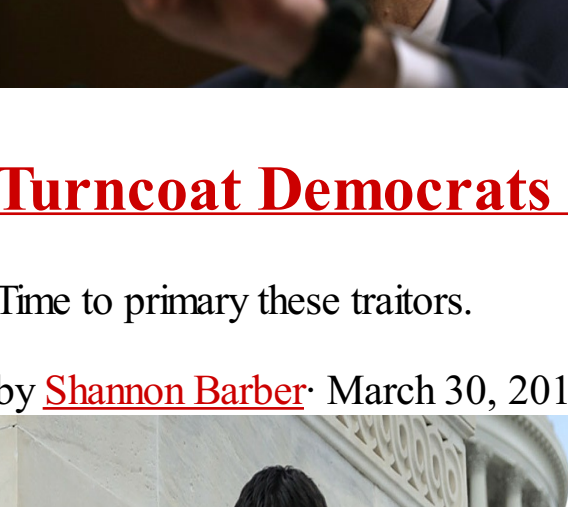 Turncoat Democrats
Time to primary these traitors.
by Shannon Barber· March 30, 201